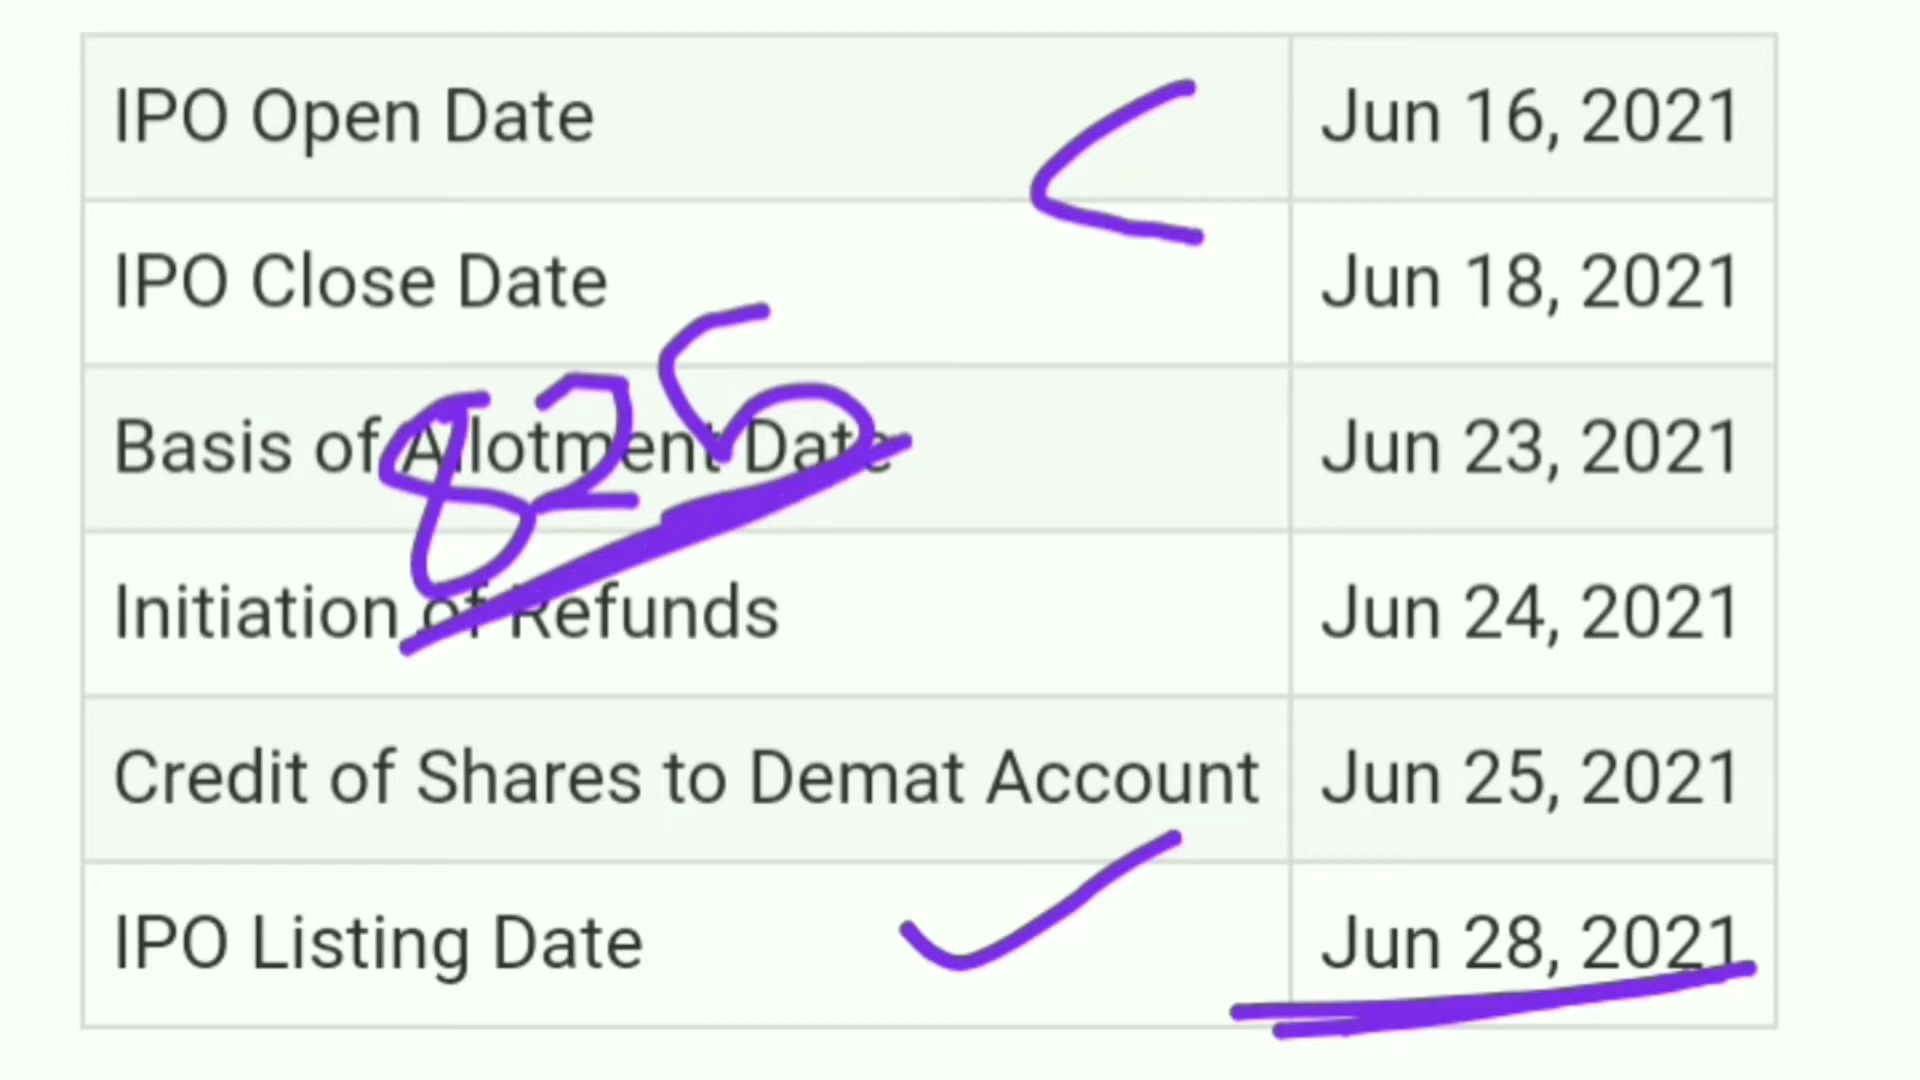 IPO Open Date Jun 16, 2021
IPO Close Date Jun 18, 2021
Basis of Allotment Date Jun 23, 2021
825
Initiation of Refunds Jun 24, 2021
Credit of Shares to Demat Account Jun 25, 2021
IPO Listing Date Jun 28, 2021